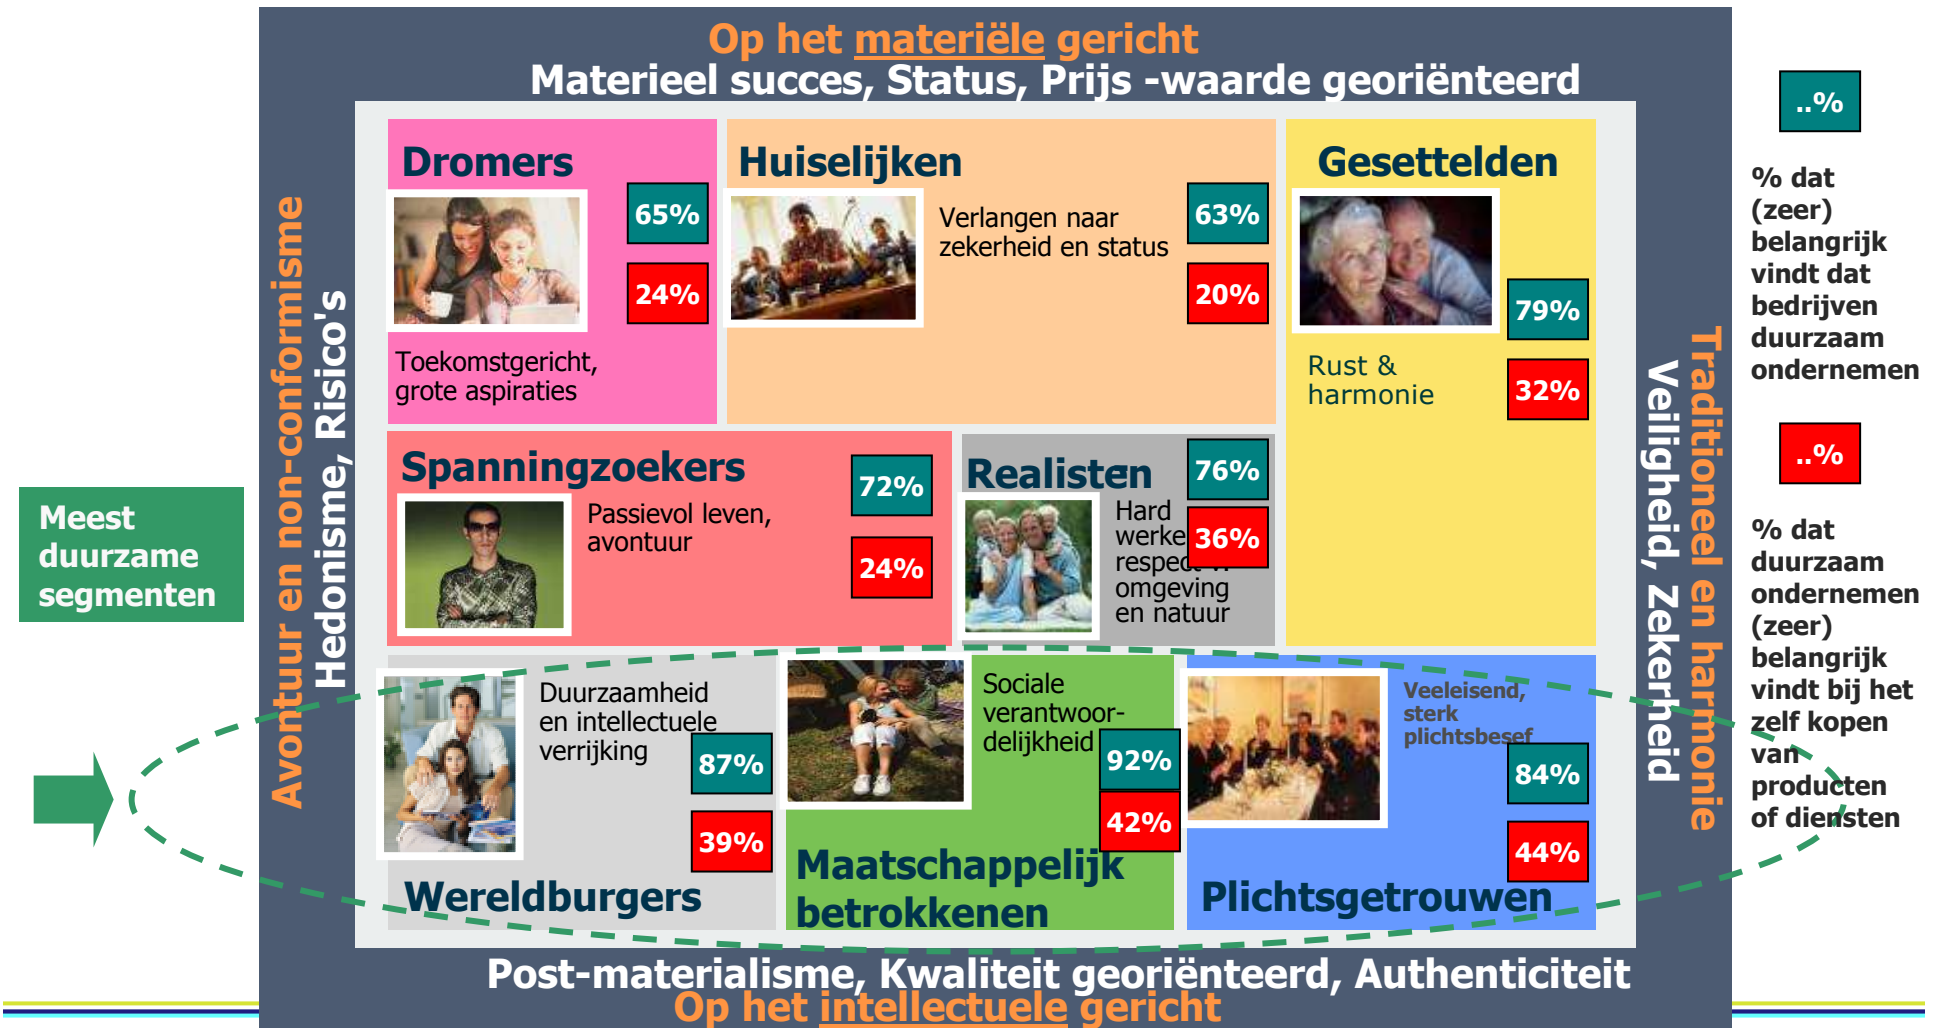 Op het materiële gericht
Materieel succes, Status, Prijs -waarde georiënteerd
Avontuur en non-conformisme
Hedonisme, Risico's
Dromers
65%
24%
Toekomstgericht,
grote aspiraties
Huiselijken
Verlangen naar
zekerheid en status
63%
20%
Gesettelden
79%
32%
Rust &
harmonie
Spanningzoekers
Passievol leven,
avontuur
72%
24%
Realisten
76%
36%
Hard
werke
respect
omgeving
en natuur
Duurzaamheid
en intellectuele
verrijking
87%
39%
Wereldburgers
Sociale
verantwoor-
delijkheid
92%
42%
Maatschappelijk
betrokkenen
Veeleisend,
sterk
plichtsbesef
84%
44%
Plichtsgetrouwen
Traditioneel en harmonie
Veiligheid, Zekerheid
Post-materialisme, Kwaliteit georiënteerd, Authenticiteit
Op het intellectuele gericht
Meest
duurzame
segmenten
..%
% dat
(zeer)
belangrijk
vindt dat
bedrijven
duurzaam
ondernemen
..%
% dat
duurzaam
ondernemen
(zeer)
belangrijk
vindt bij het
zelf kopen
van
producten
of diensten